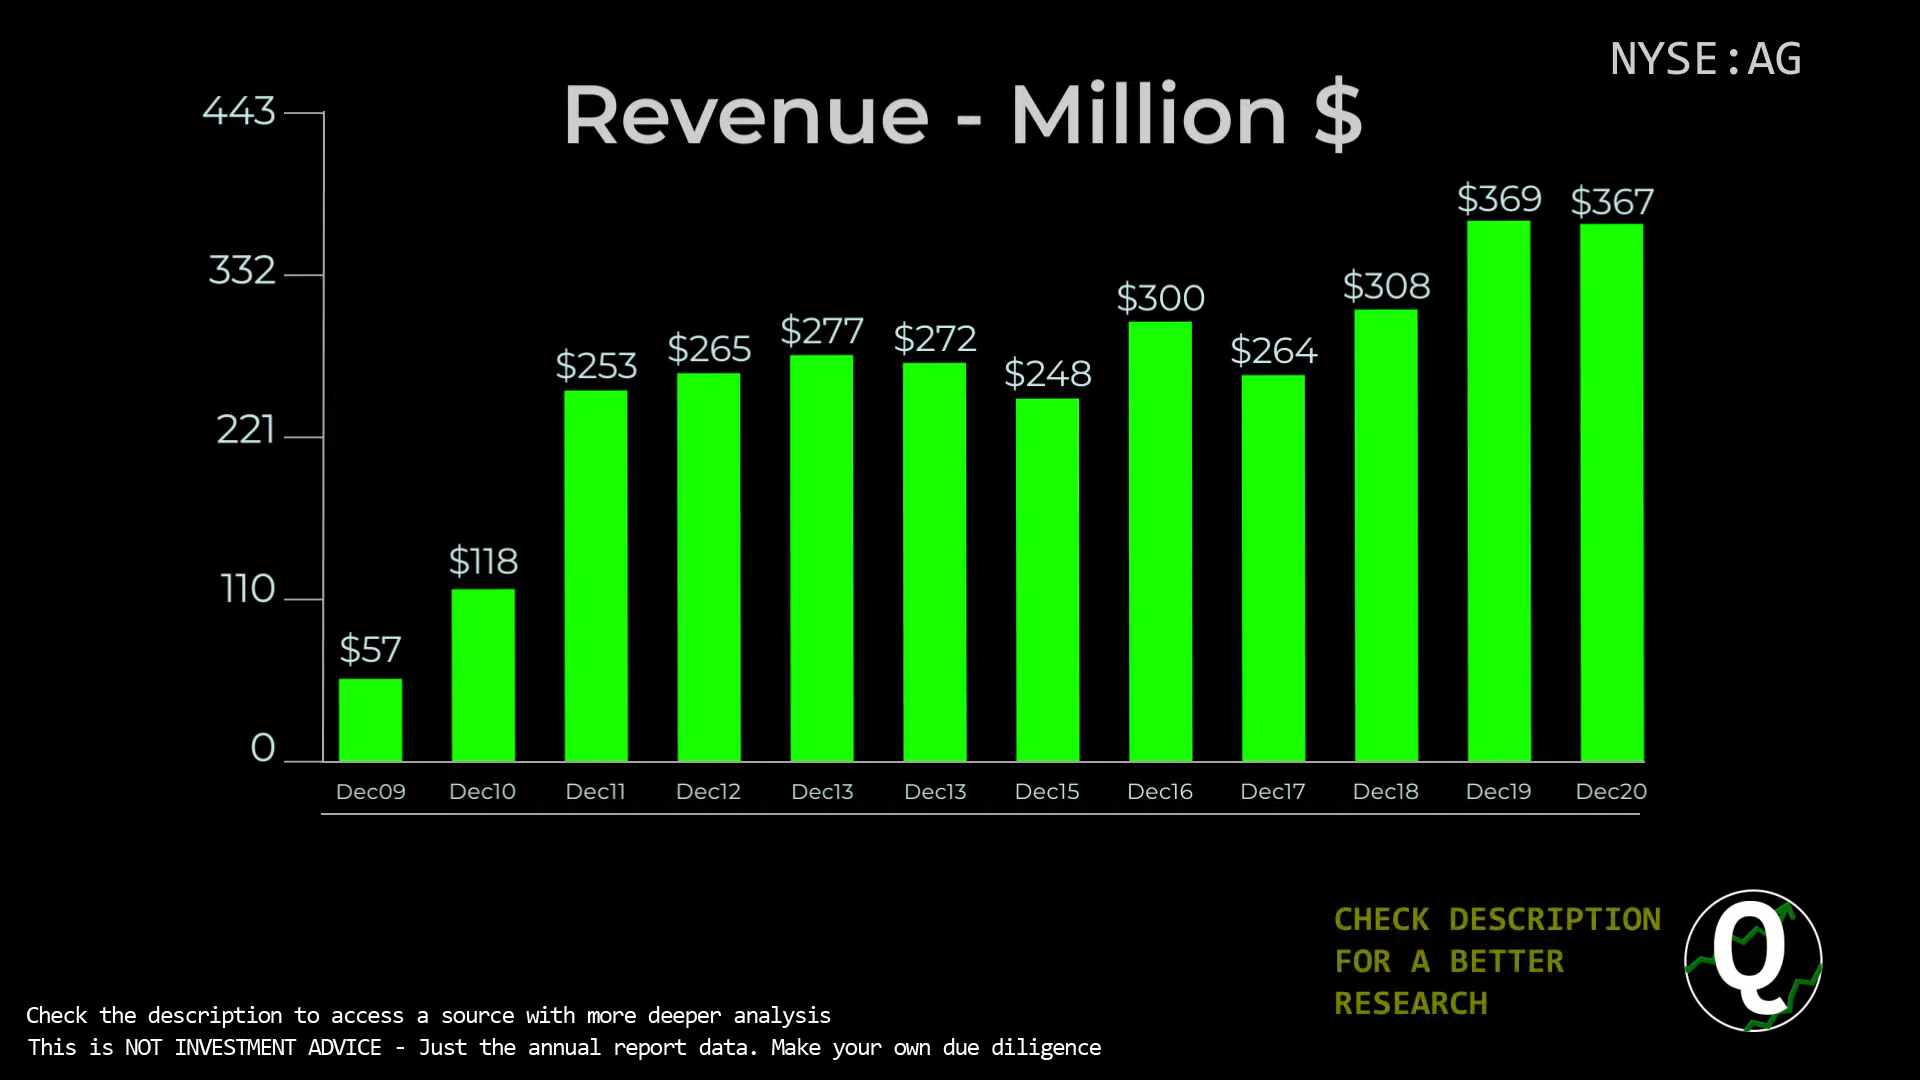 NYSE:AG
Revenue - Million $
443
332
221
110
0
$57
$118
$253
$265
$277
$272
$248
$300
$264
$308
$369
$367
Dec09 Dec10 Dec11 Dec12 Dec13 Dec13 Dec15 Dec16 Dec17 Dec18 Dec19 Dec20
CHECK DESCRIPTION
FOR A BETTER
RESEARCH
Q
Check the description to access a source with more deeper analysis
This is NOT INVESTMENT ADVICE - Just the annual report data. Make your own due diligence